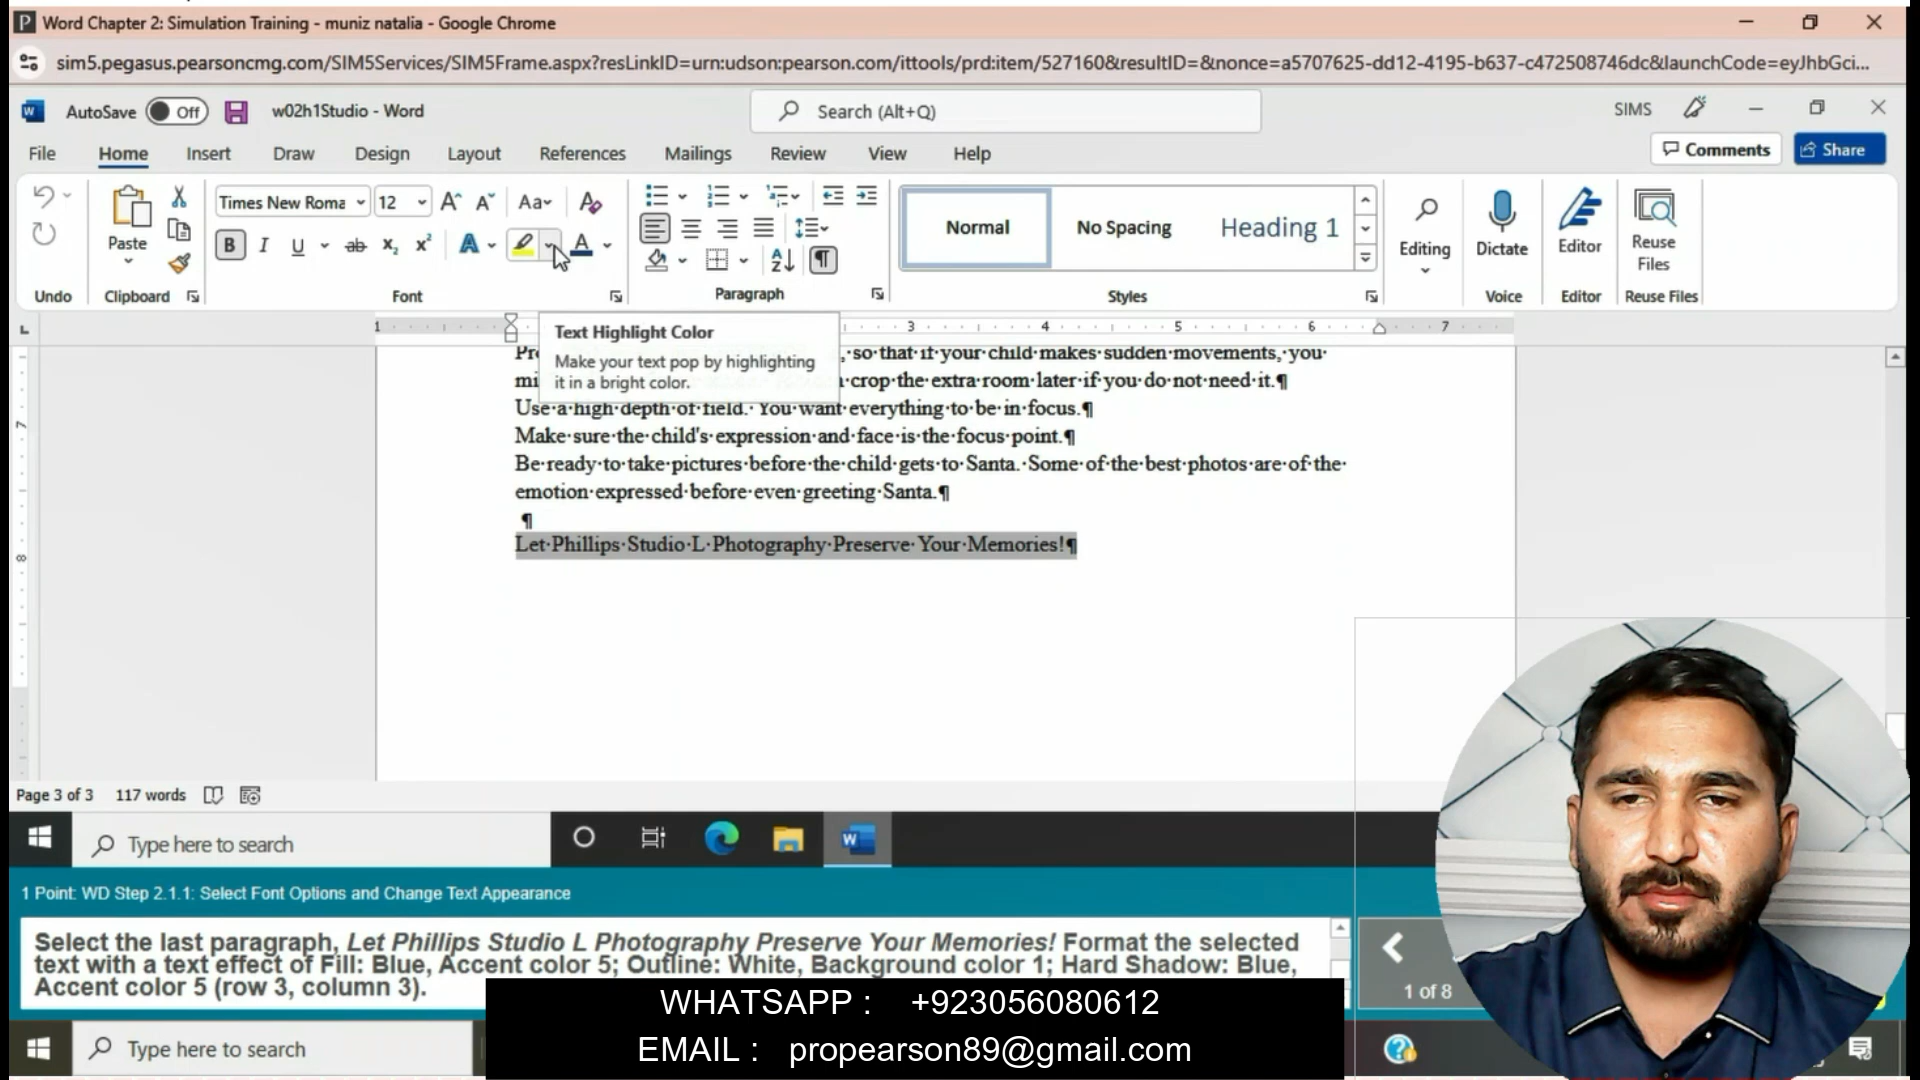 Word Chapter 2: Simulation Training - muniz natalia - Google Chrome
sim5.pegasus.pearsoncmg.com/SIM5Services/SIM5Frame.aspx?resLinkID=urn:udson:pearson.com/ittools/prd:item/527160&resultID=&nonce=a5707625-dd12-4195-b637-c472508746dc&launchCode=eyJhbGci...
AutoSave Off w02h1Studio - Word Search (Alt+Q) SIMS
File Home Insert Draw Design Layout References Mailings Review View Help Comments Share
Times New Roma 12 Aa
Paste
Normal No Spacing Heading 1
Editing Dictate Editor Reuse Files
Undo Clipboard Font Paragraph Styles Voice Editor Reuse Files
1 3 4 5 6 7
Text Highlight Color
Make your text pop by highlighting
it in a bright color.
so·that·if·your·child·makes·sudden·movements,·you·
crop·the·extra·room·later·if·you·do·not·need·it.¶
Use·a·high·depth·of·field.··You·want·everything·to·be·in·focus.¶
Make·sure·the·child's·expression·and·face·is·the·focus·point.¶
Be·ready·to·take·pictures·before·the·child·gets·to·Santa.··Some·of·the·best·photos·are·of·the·
emotion·expressed·before·even·greeting·Santa.¶
¶
Let·Phillips·Studio·L·Photography·Preserve·Your·Memories!¶
Page 3 of 3 117 words
Type here to search
1 Point: WD Step 2.1.1: Select Font Options and Change Text Appearance
Select the last paragraph, Let Phillips Studio L Photography Preserve Your Memories! Format the selected
text with a text effect of Fill: Blue, Accent color 5; Outline: White, Background color 1; Hard Shadow: Blue,
Accent color 5 (row 3, column 3).
1 of 8
WHATSAPP : +923056080612
EMAIL : propearson89@gmail.com
Type here to search